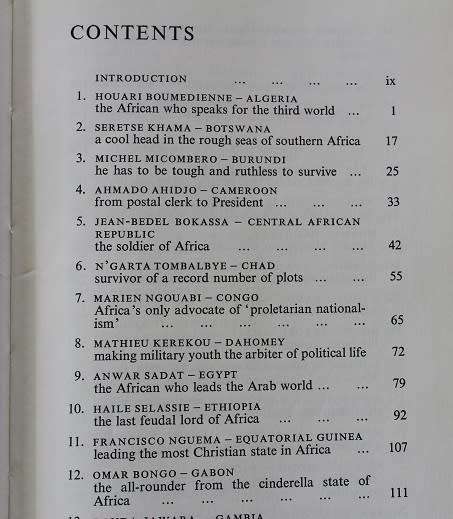 CONTENTS
INTRODUCTION ... ... ... ... ix
1. HOUARI BOUMEDIENNE – ALGERIA
the African who speaks for the third world ... 1
2. SERETSE KHAMA – BOTSWANA
a cool head in the rough seas of southern Africa 17
3. MICHEL MICOMBERO – BURUNDI
he has to be tough and ruthless to survive ... 25
4. AHMADO AHIDJO – CAMEROON
from postal clerk to President ... ... ... 33
5. JEAN-BEDEL BOKASSA – CENTRAL AFRICAN
REPUBLIC
the soldier of Africa ... ... ... ... 42
6. N'GARTA TOMBALBYE – CHAD
survivor of a record number of plots ... ... 55
7. MARIEN NGOUABI – CONGO
Africa's only advocate of 'proletarian national-
ism' ... ... ... ... ... ... 65
8. MATHIEU KEREKOU – DAHOMEY
making military youth the arbiter of political life 72
9. ANWAR SADAT – EGYPT
the African who leads the Arab world ... ... 79
10. HAILE SELASSIE – ETHIOPIA
the last feudal lord of Africa ... ... ... 92
11. FRANCISCO NGUEMA – EQUATORIAL GUINEA
leading the most Christian state in Africa ... 107
12. OMAR BONGO – GABON
the all-rounder from the cinderella state of
Africa ... ... ... ... ... ... 111
JAWARA – GAMBIA